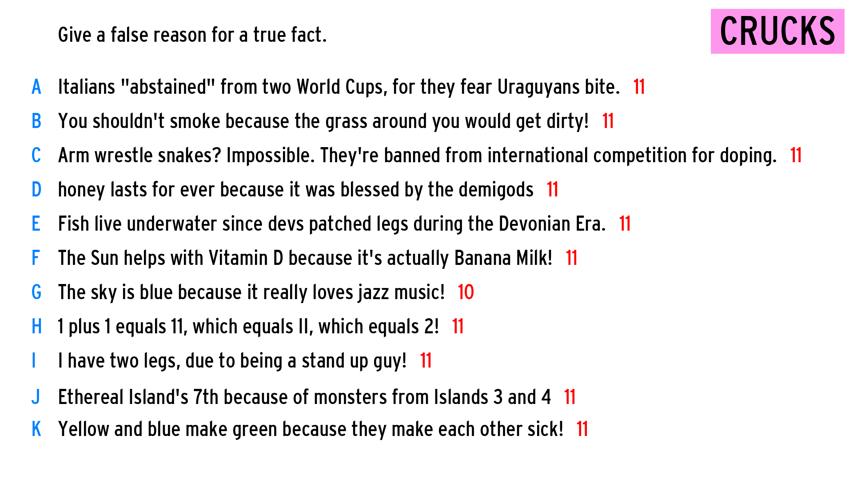 Give a false reason for a true fact.
CRUCKS
A Italians "abstained" from two World Cups, for they fear Uraguyans bite. 11
B You shouldn't smoke because the grass around you would get dirty! 11
C Arm wrestle snakes? Impossible. They're banned from international competition for doping. 11
D honey lasts for ever because it was blessed by the demigods 11
E Fish live underwater since devs patched legs during the Devonian Era. 11
F The Sun helps with Vitamin D because it's actually Banana Milk! 11
G The sky is blue because it really loves jazz music! 10
H 1 plus 1 equals 11, which equals II, which equals 2! 11
I I have two legs, due to being a stand up guy! 11
J Ethereal Island's 7th because of monsters from Islands 3 and 4 11
K Yellow and blue make green because they make each other sick! 11